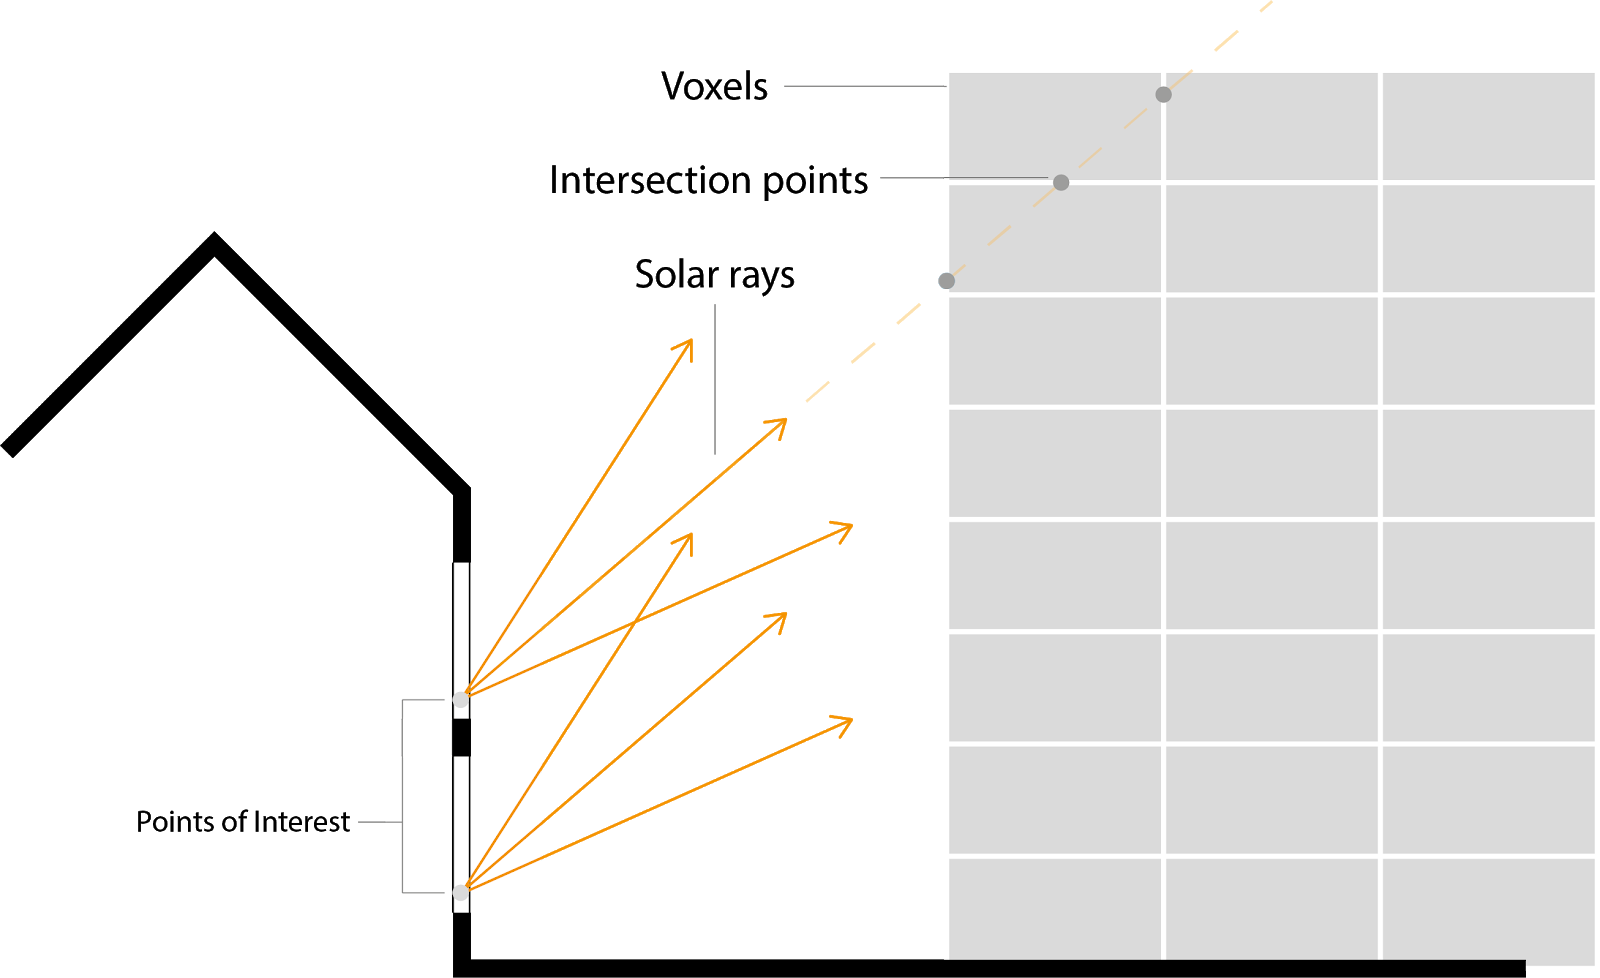 Voxels
Intersection points
Solar rays
Points of Interest